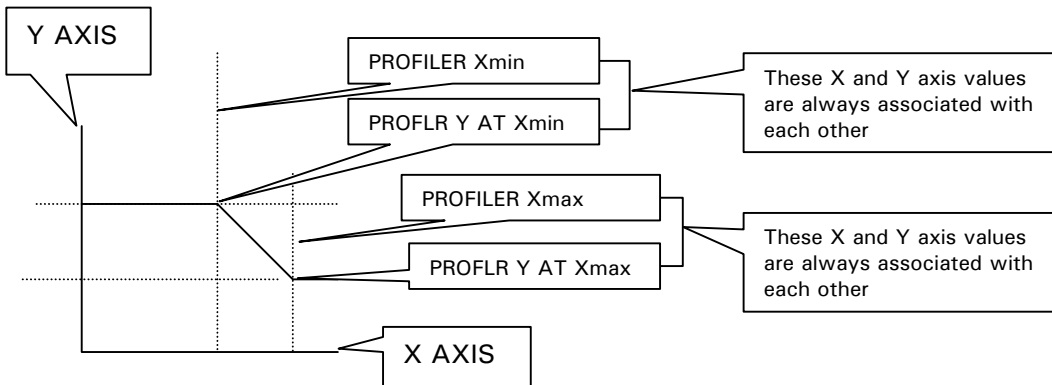 Y AXIS
PROFILER Xmin
PROFLR Y AT Xmin
These X and Y axis values
are always associated with
each other
PROFILER Xmax
PROFLR Y AT Xmax
These X and Y axis values
are always associated with
each other
X AXIS